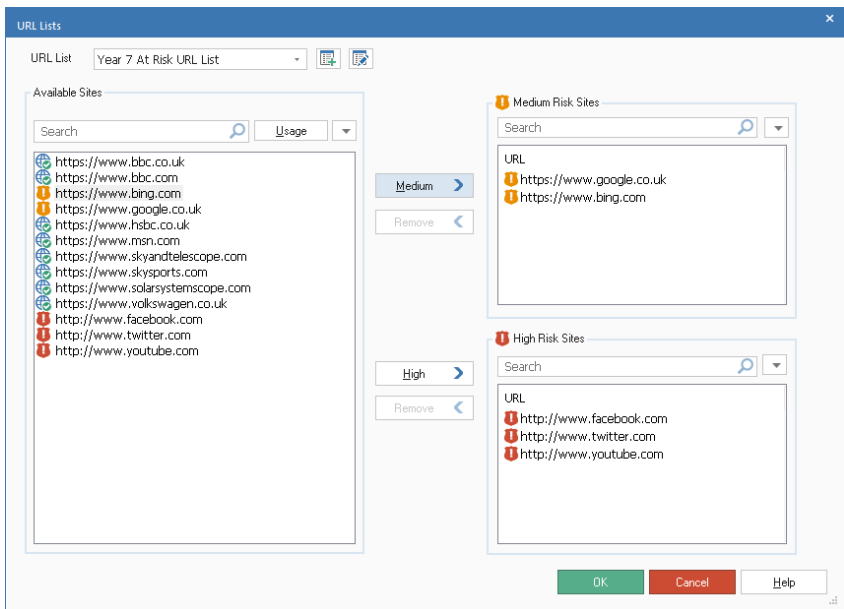 URL Lists
URL List Year 7 At Risk URL List
Available Sites
Search Usage
https://www.bbc.co.uk
https://www.bbc.com
https://www.bing.com
https://www.google.co.uk
https://www.hsbc.co.uk
https://www.msn.com
https://www.skyandtelescope.com
https://www.skysports.com
https://www.solarsystemscope.com
https://www.volkswagen.co.uk
http://www.facebook.com
http://www.twitter.com
http://www.youtube.com
Medium
Remove
High
Remove
Medium Risk Sites
Search
URL
https://www.google.co.uk
https://www.bing.com
High Risk Sites
Search
URL
http://www.facebook.com
http://www.twitter.com
http://www.youtube.com
OK Cancel Help